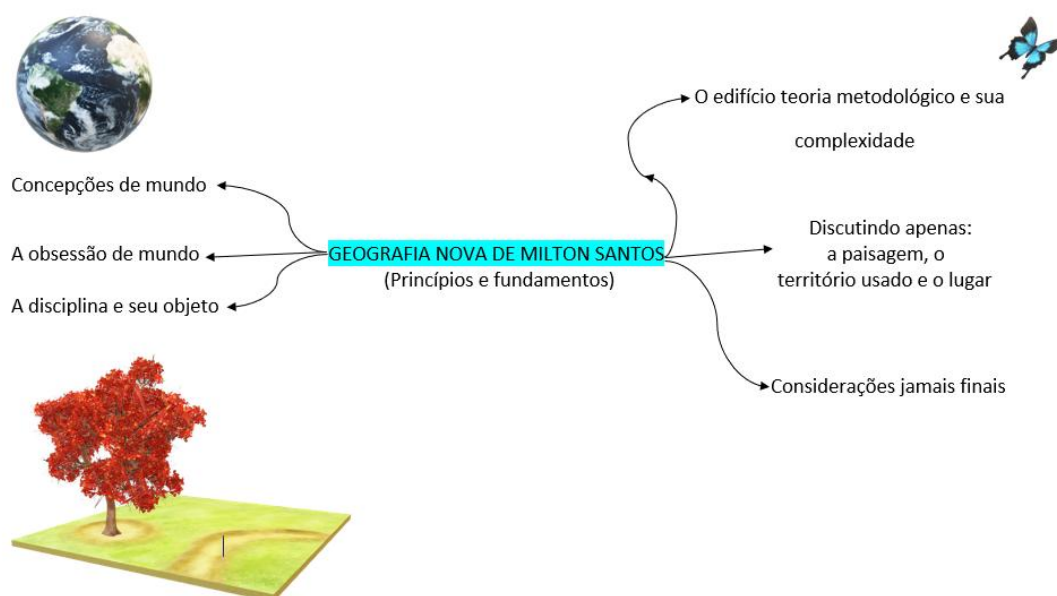 O edifício teoria metodológico e sua
complexidade
Concepções de mundo
A obsessão de mundo
A disciplina e seu objeto
GEOGRAFIA NOVA DE MILTON SANTOS
(Princípios e fundamentos)
Discutindo apenas:
a paisagem, o
território usado e o lugar
Considerações jamais finais